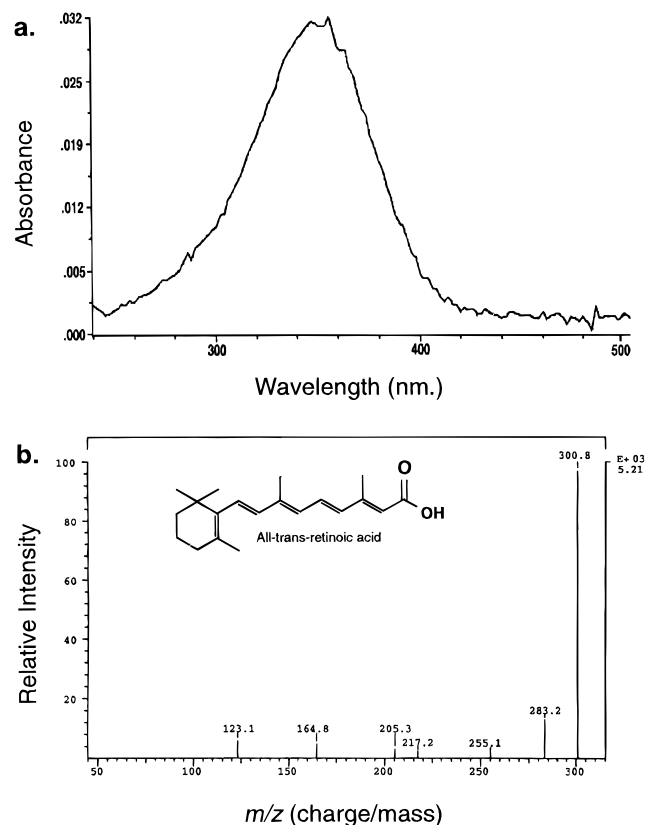 a.
.032
.025
.019
.012
.005
.000
Absorbance
300
400
500
Wavelength (nm.)
b.
100
80
60
40
20
Relative Intensity
300.8
E+ 03
5.21
O
OH
All-trans-retinoic acid
283.2
123.1
164.8
205.3
217.2
255.1
50
100
150
200
250
300
m/z (charge/mass)